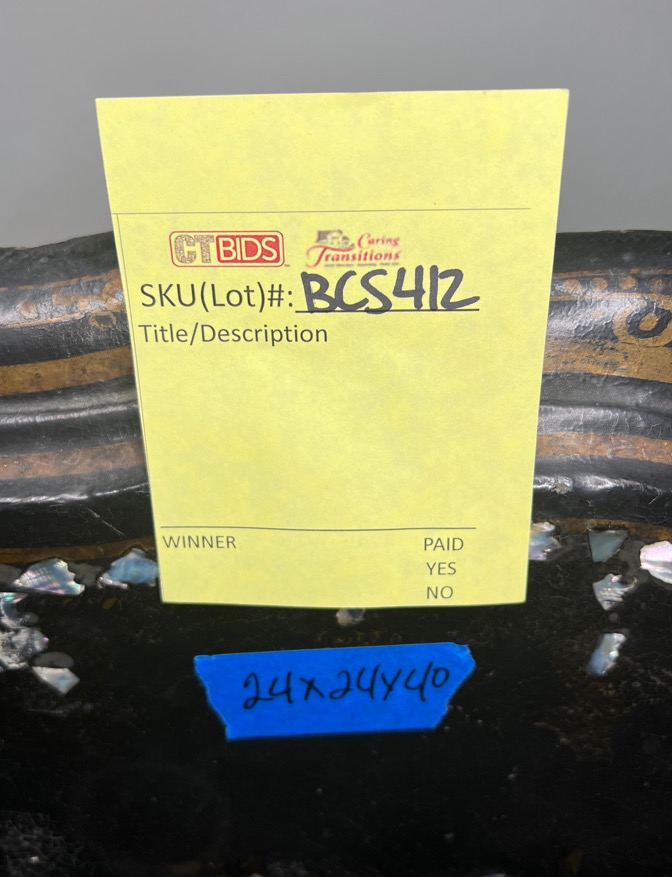 CTBIDS
Caring
Transitions
SKU(Lot)#: BCS412
Title/Description
WINNER PAID
YES
NO
24x24x40